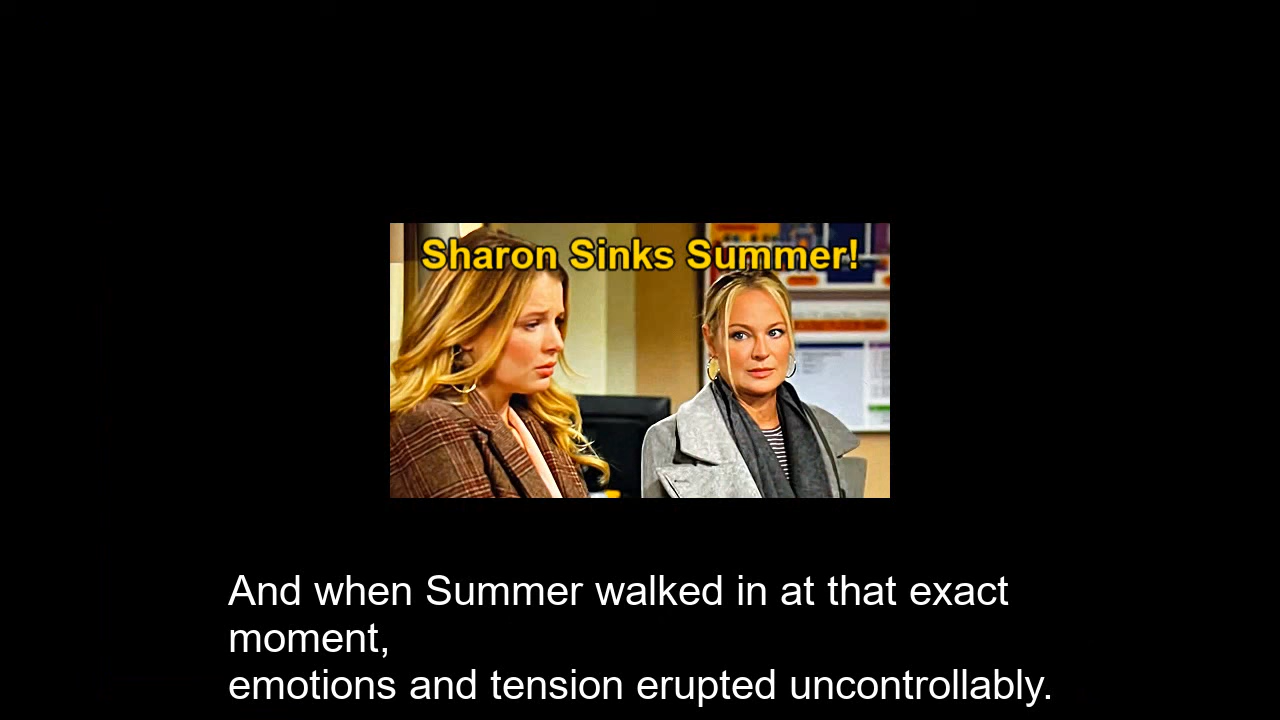 Sharon Sinks Summer!
And when Summer walked in at that exact
moment,
emotions and tension erupted uncontrollably.